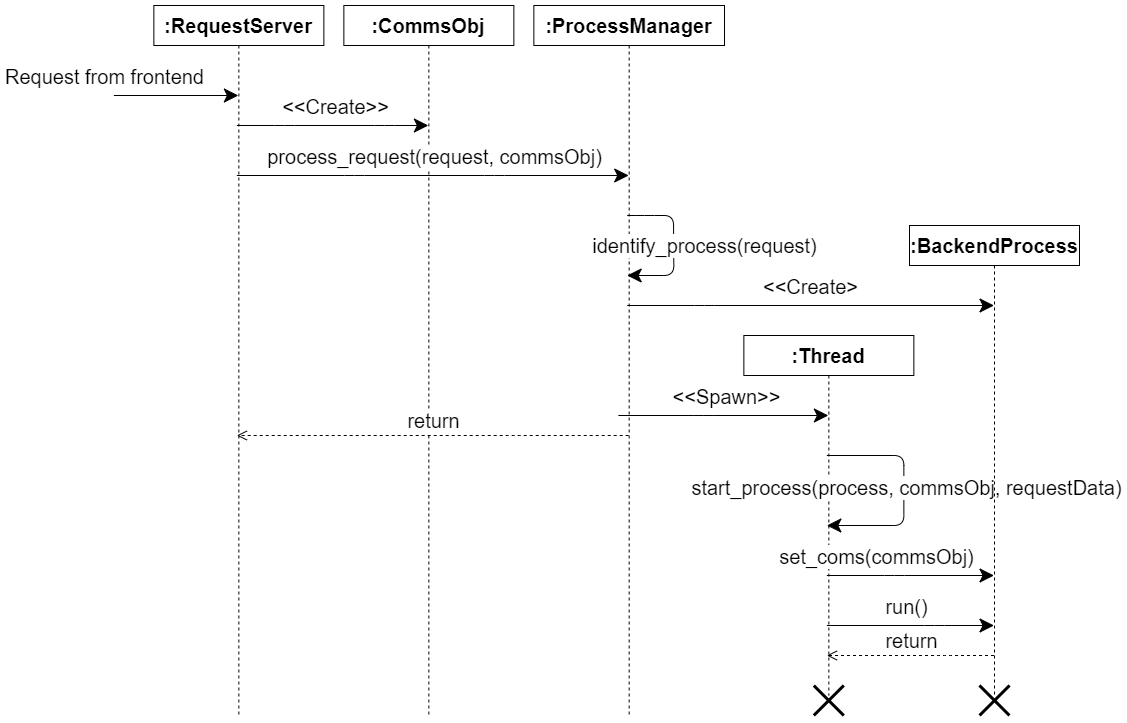 :RequestServer
:CommsObj
:ProcessManager
Request from frontend
<<Create>>
process_request(request, commsObj)
identify_process(request)
:BackendProcess
<<Create>
:Thread
<<Spawn>>
return
start_process(process, commsObj, requestData)
set_coms(commsObj)
run()
return